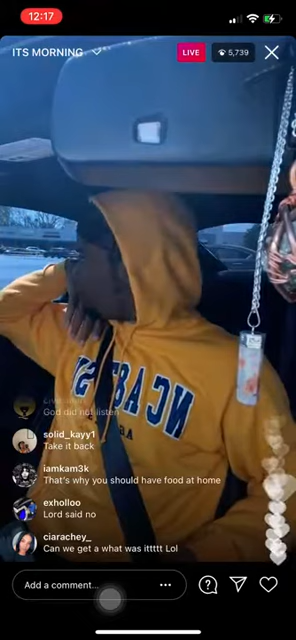 12:17
ITS MORNING
LIVE
5,739
God did not listen
solid_kayy1
Take it back
iamkam3k
That's why you should have food at home
exholloo
Lord said no
ciarachey_
Can we get a what was ittttt Lol
Add a comment...